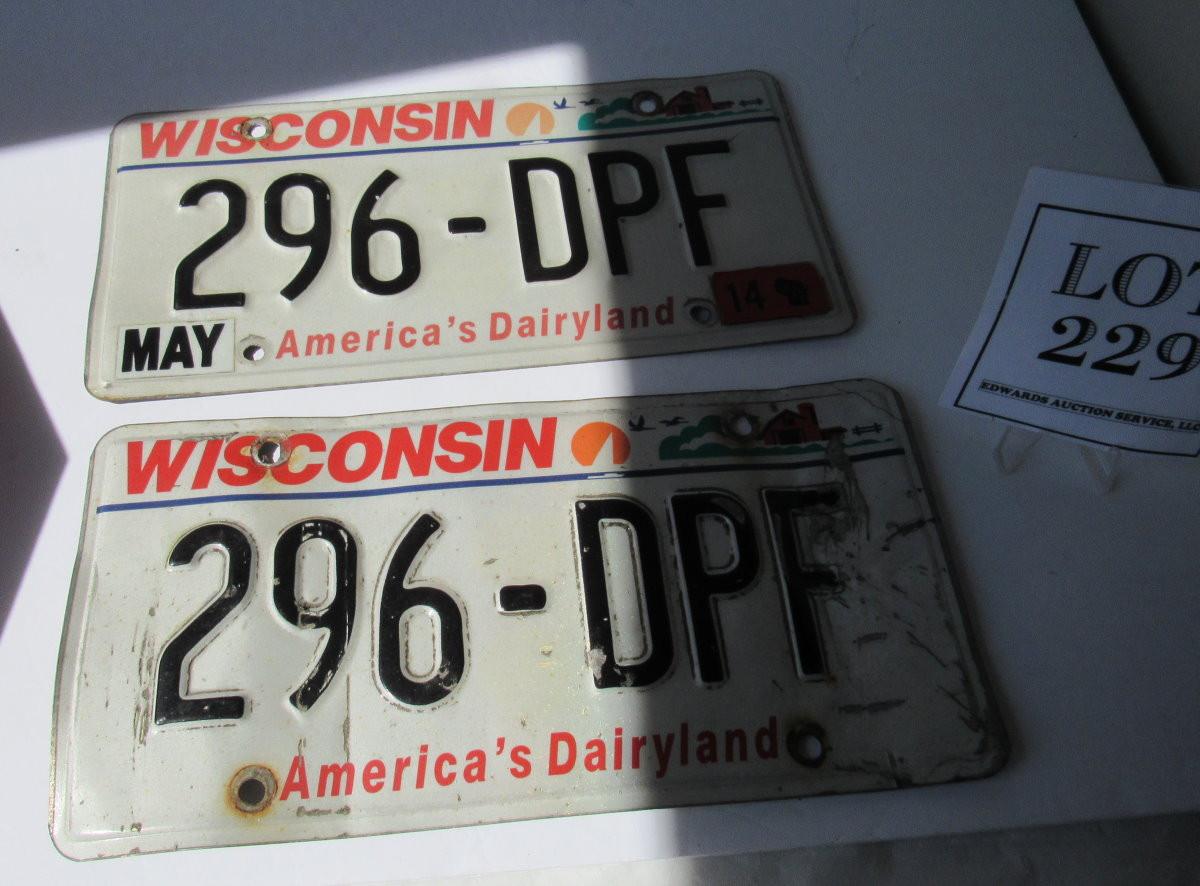 WISCONSIN
296-DPF
14
MAY
America's Dairyland
WISCONSIN
296-DPF
America's Dairyland
LOT
229
EDWARDS AUCTION SERVICE, LLC